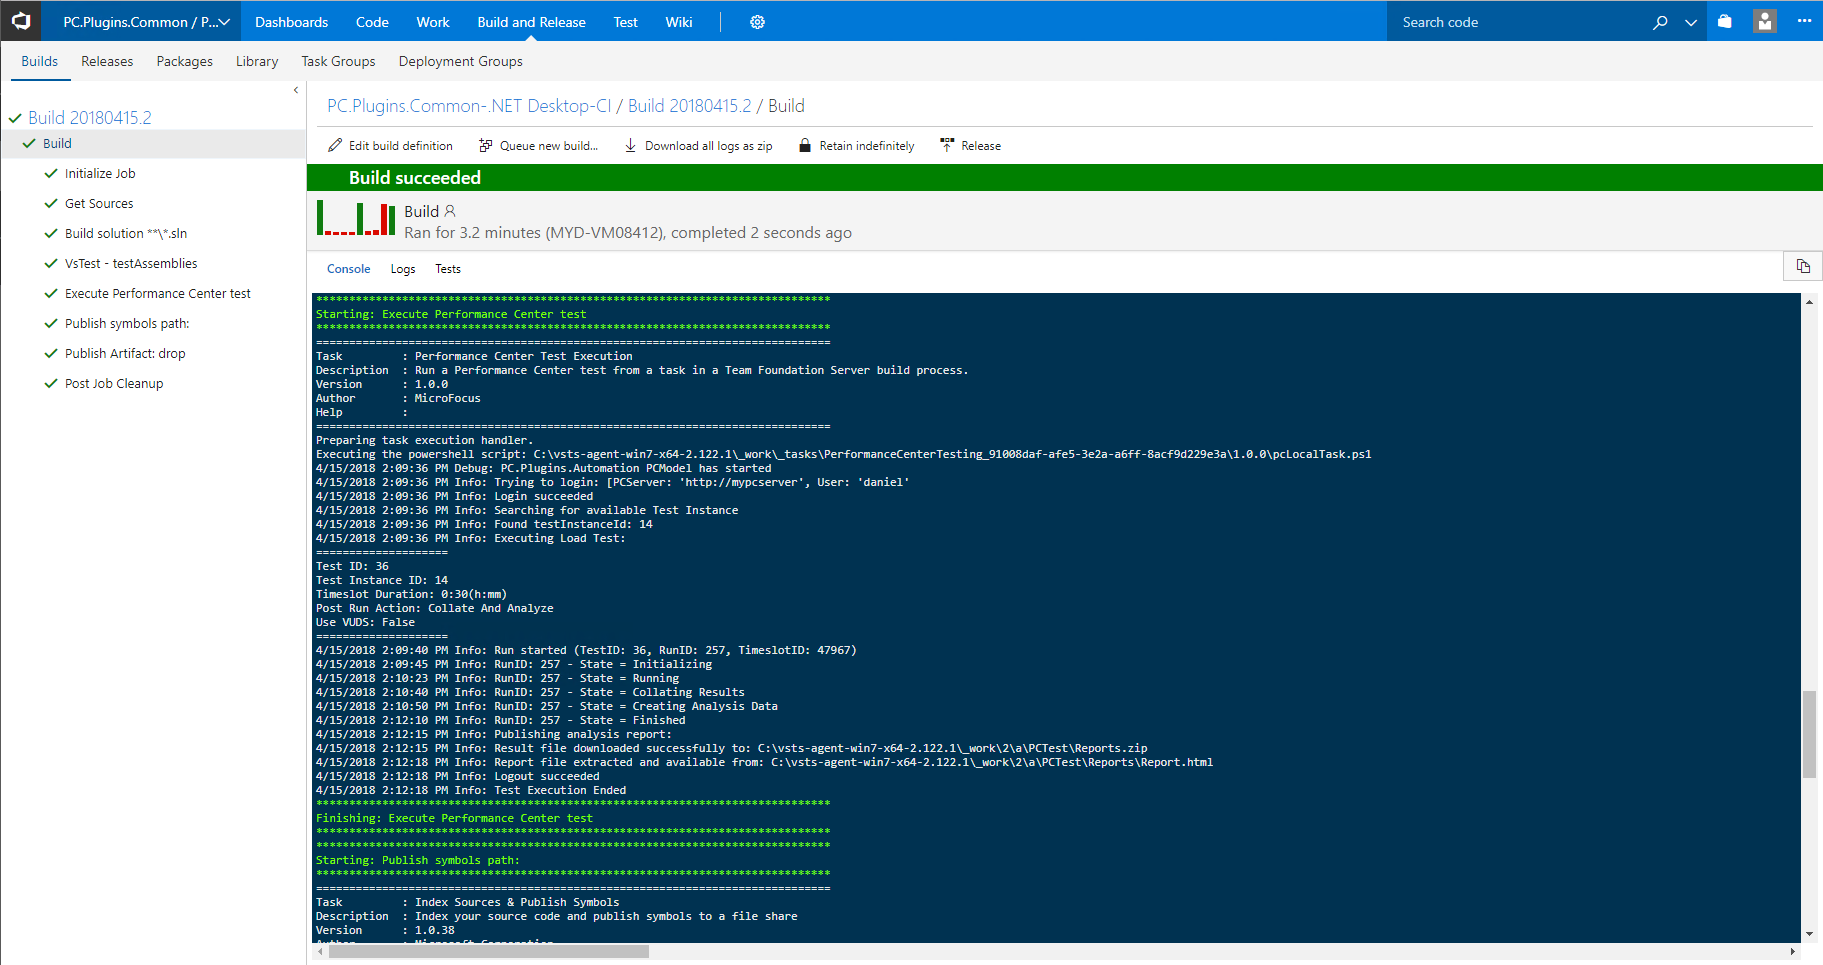 PC.Plugins.Common / P...
Dashboards
Code
Work
Build and Release
Test
Wiki
Search code
Builds
Releases
Packages
Library
Task Groups
Deployment Groups
Build 20180415.2
Build
Initialize Job
Get Sources
Build solution **\*.sln
VsTest - testAssemblies
Execute Performance Center test
Publish symbols path:
Publish Artifact: drop
Post Job Cleanup
PC.Plugins.Common-.NET Desktop-CI / Build 20180415.2 / Build
Edit build definition
Queue new build...
Download all logs as zip
Retain indefinitely
Release
Build succeeded
Build
Ran for 3.2 minutes (MYD-VM08412), completed 2 seconds ago
Console
Logs
Tests
******************************************************************************
Starting: Execute Performance Center test
******************************************************************************
==============================================================================
Task         : Performance Center Test Execution
Description  : Run a Performance Center test from a task in a Team Foundation Server build process.
Version      : 1.0.0
Author       : MicroFocus
Help         :
==============================================================================
Preparing task execution handler.
Executing the powershell script: C:\vsts-agent-win7-x64-2.122.1\_work\_tasks\PerformanceCenterTesting_91008daf-afe5-3e2a-a6ff-8acf9d229e3a\1.0.0\pcLocalTask.ps1
4/15/2018 2:09:36 PM Debug: PC.Plugins.Automation PCModel has started
4/15/2018 2:09:36 PM Info: Trying to login: [PCServer: 'http://mypcserver', User: 'daniel'
4/15/2018 2:09:36 PM Info: Login succeeded
4/15/2018 2:09:36 PM Info: Searching for available Test Instance
4/15/2018 2:09:36 PM Info: Found testInstanceId: 14
4/15/2018 2:09:36 PM Info: Executing Load Test:
====================
Test ID: 36
Test Instance ID: 14
Timeslot Duration: 0:30(h:mm)
Post Run Action: Collate And Analyze
Use VUDS: False
====================
4/15/2018 2:09:40 PM Info: Run started (TestID: 36, RunID: 257, TimeslotID: 47967)
4/15/2018 2:09:45 PM Info: RunID: 257 - State = Initializing
4/15/2018 2:10:23 PM Info: RunID: 257 - State = Running
4/15/2018 2:10:40 PM Info: RunID: 257 - State = Collating Results
4/15/2018 2:10:50 PM Info: RunID: 257 - State = Creating Analysis Data
4/15/2018 2:12:10 PM Info: RunID: 257 - State = Finished
4/15/2018 2:12:15 PM Info: Publishing analysis report:
4/15/2018 2:12:15 PM Info: Result file downloaded successfully to: C:\vsts-agent-win7-x64-2.122.1\_work\2\a\PCTest\Reports.zip
4/15/2018 2:12:18 PM Info: Report file extracted and available from: C:\vsts-agent-win7-x64-2.122.1\_work\2\a\PCTest\Reports\Report.html
4/15/2018 2:12:18 PM Info: Logout succeeded
4/15/2018 2:12:18 PM Info: Test Execution Ended
******************************************************************************
Finishing: Execute Performance Center test
******************************************************************************
******************************************************************************
Starting: Publish symbols path:
******************************************************************************
==============================================================================
Task         : Index Sources & Publish Symbols
Description  : Index your source code and publish symbols to a file share
Version      : 1.0.38
Author       : Microsoft Corporation